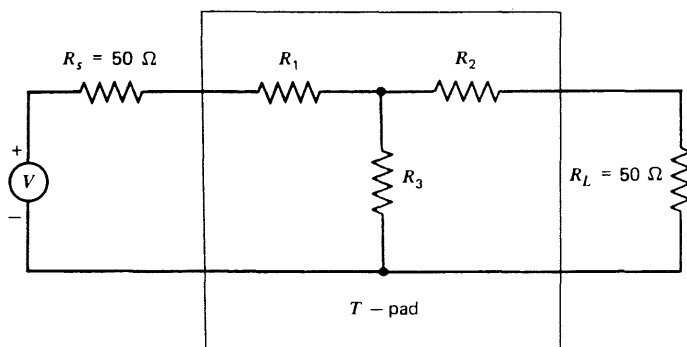 R_s = 50 Ω
R_1
R_2
+
V
−
R_3
R_L = 50 Ω
T – pad